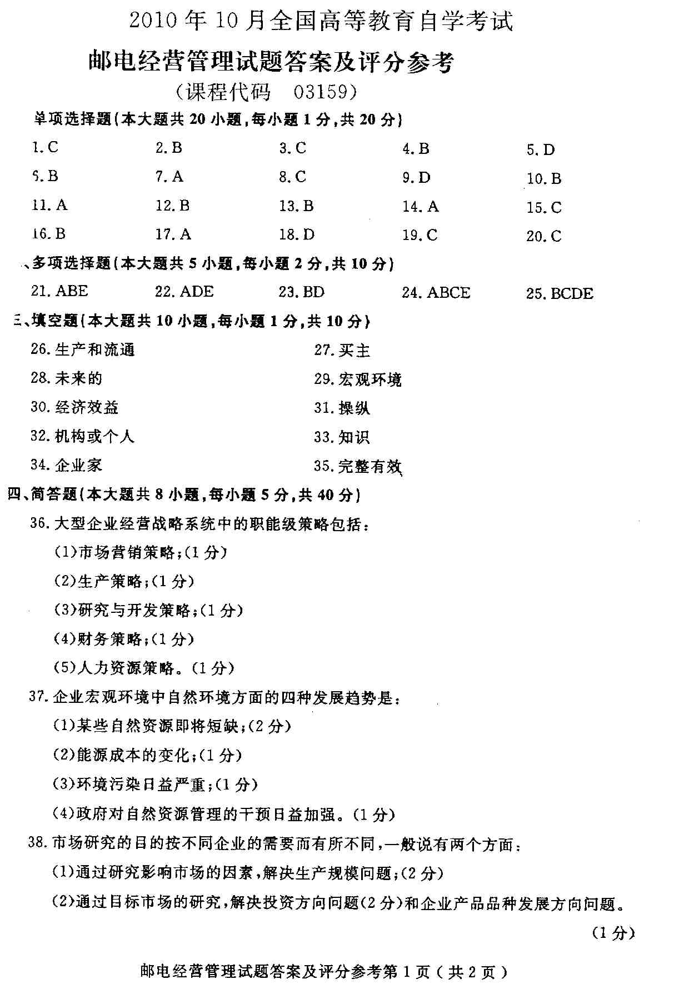 2010 年 10 月全国高等教育自学考试
邮电经营管理试题答案及评分参考
(课程代码 03159)
单项选择题(本大题共 20 小题,每小题 1 分,共 20 分)
1. C 2. B 3. C 4. B 5. D
6. B 7. A 8. C 9. D 10. B
11. A 12. B 13. B 14. A 15. C
16. B 17. A 18. D 19. C 20. C
、多项选择题(本大题共 5 小题,每小题 2 分,共 10 分)
21. ABE 22. ADE 23. BD 24. ABCE 25. BCDE
三、填空题(本大题共 10 小题,每小题 1 分,共 10 分)
26. 生产和流通 27. 买主
28. 未来的 29. 宏观环境
30. 经济效益 31. 操纵
32. 机构或个人 33. 知识
34. 企业家 35. 完整有效
四、简答题(本大题共 8 小题,每小题 5 分,共 40 分)
36. 大型企业经营战略系统中的职能级策略包括:
(1)市场营销策略;(1 分)
(2)生产策略;(1 分)
(3)研究与开发策略;(1 分)
(4)财务策略;(1 分)
(5)人力资源策略。(1 分)
37. 企业宏观环境中自然环境方面的四种发展趋势是:
(1)某些自然资源即将短缺;(2 分)
(2)能源成本的变化;(1 分)
(3)环境污染日益严重;(1 分)
(4)政府对自然资源管理的干预日益加强。(1 分)
38. 市场研究的目的按不同企业的需要而有所不同,一般说有两个方面:
(1)通过研究影响市场的因素,解决生产规模问题;(2 分)
(2)通过目标市场的研究,解决投资方向问题(2 分)和企业产品品种发展方向问题。
(1 分)
邮电经营管理试题答案及评分参考第 1 页 ( 共 2 页 )